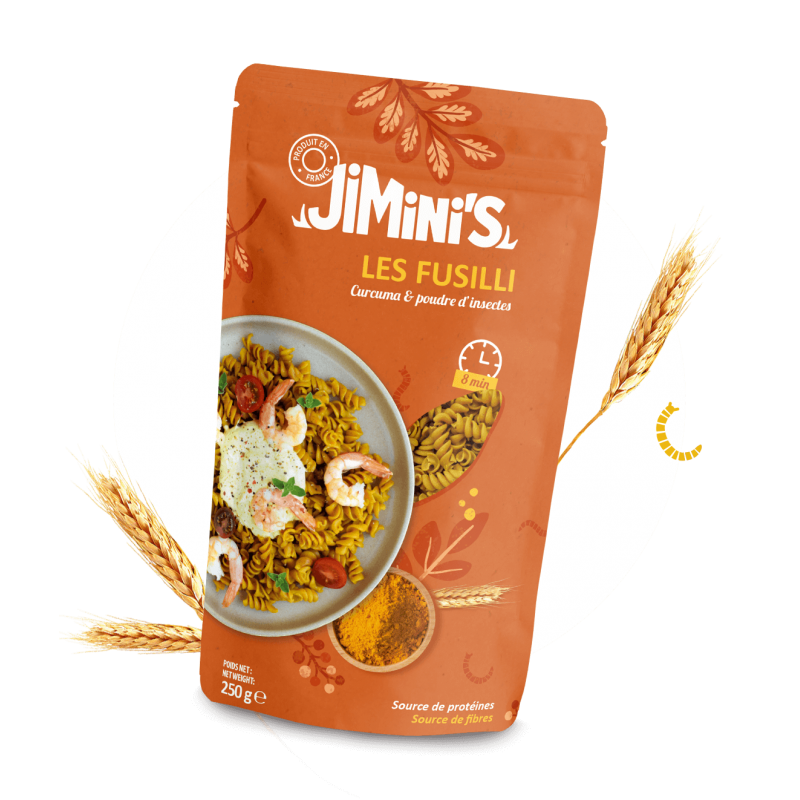 PRODUIT EN
FRANCE
JiMiNi'S
LES FUSILLI
Curcuma & poudre d'insectes
8 min
POIDS NET :
NET WEIGHT:
250 g e
Source de protéines
Source de fibres